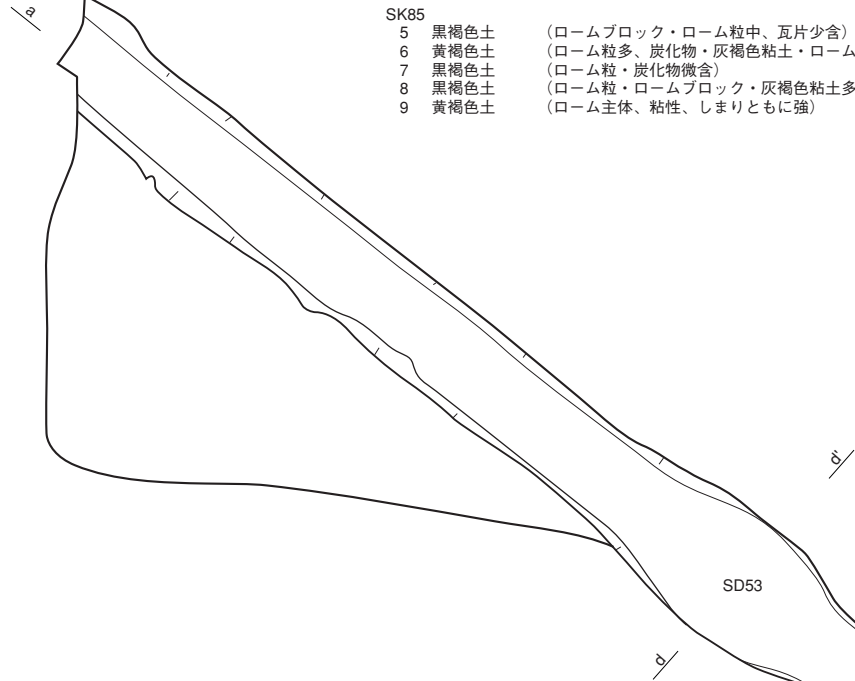 a
SK85
5 黒褐色土 （ロームブロック・ローム粒中、瓦片少含）
6 黄褐色土 （ローム粒多、炭化物・灰褐色粘土・ローム
7 黒褐色土 （ローム粒・炭化物微含）
8 黒褐色土 （ローム粒・ロームブロック・灰褐色粘土多
9 黄褐色土 （ローム主体、粘性、しまりともに強）
d'
SD53
d